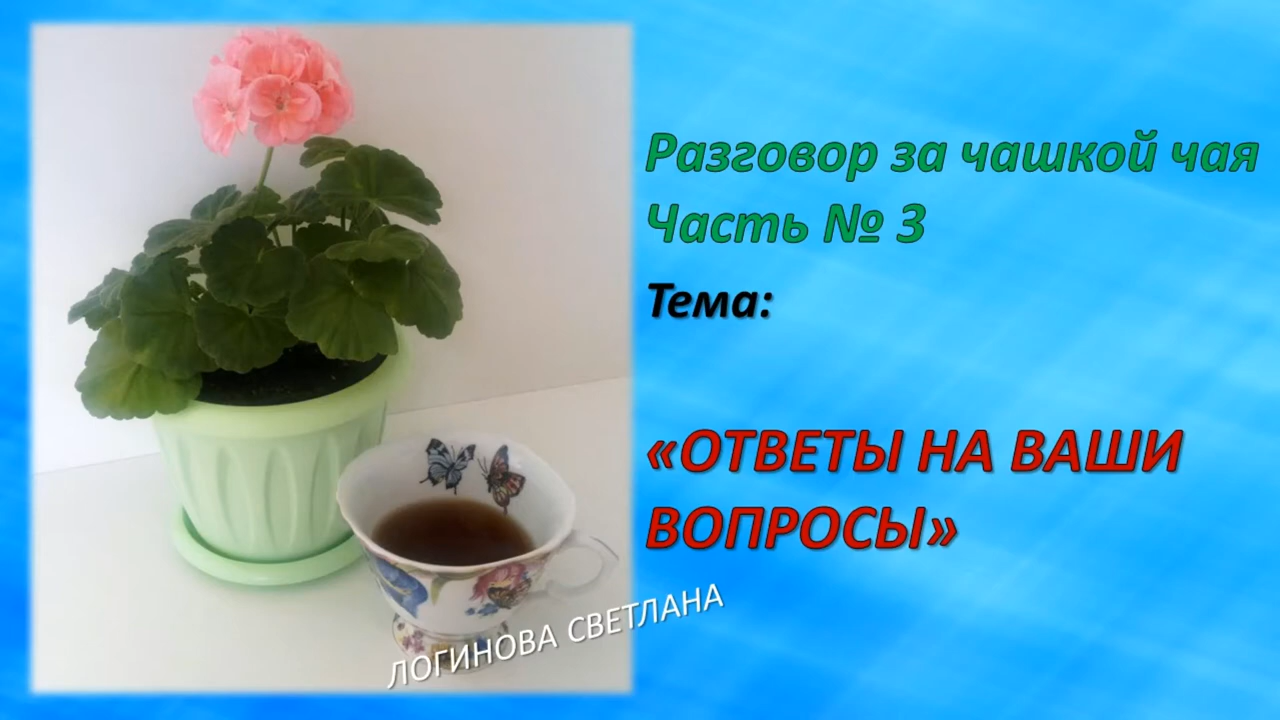 Разговор за чашкой чая
Часть № 3
Тема:
«ОТВЕТЫ НА ВАШИ
ВОПРОСЫ»
ЛОГИНОВА СВЕТЛАНА